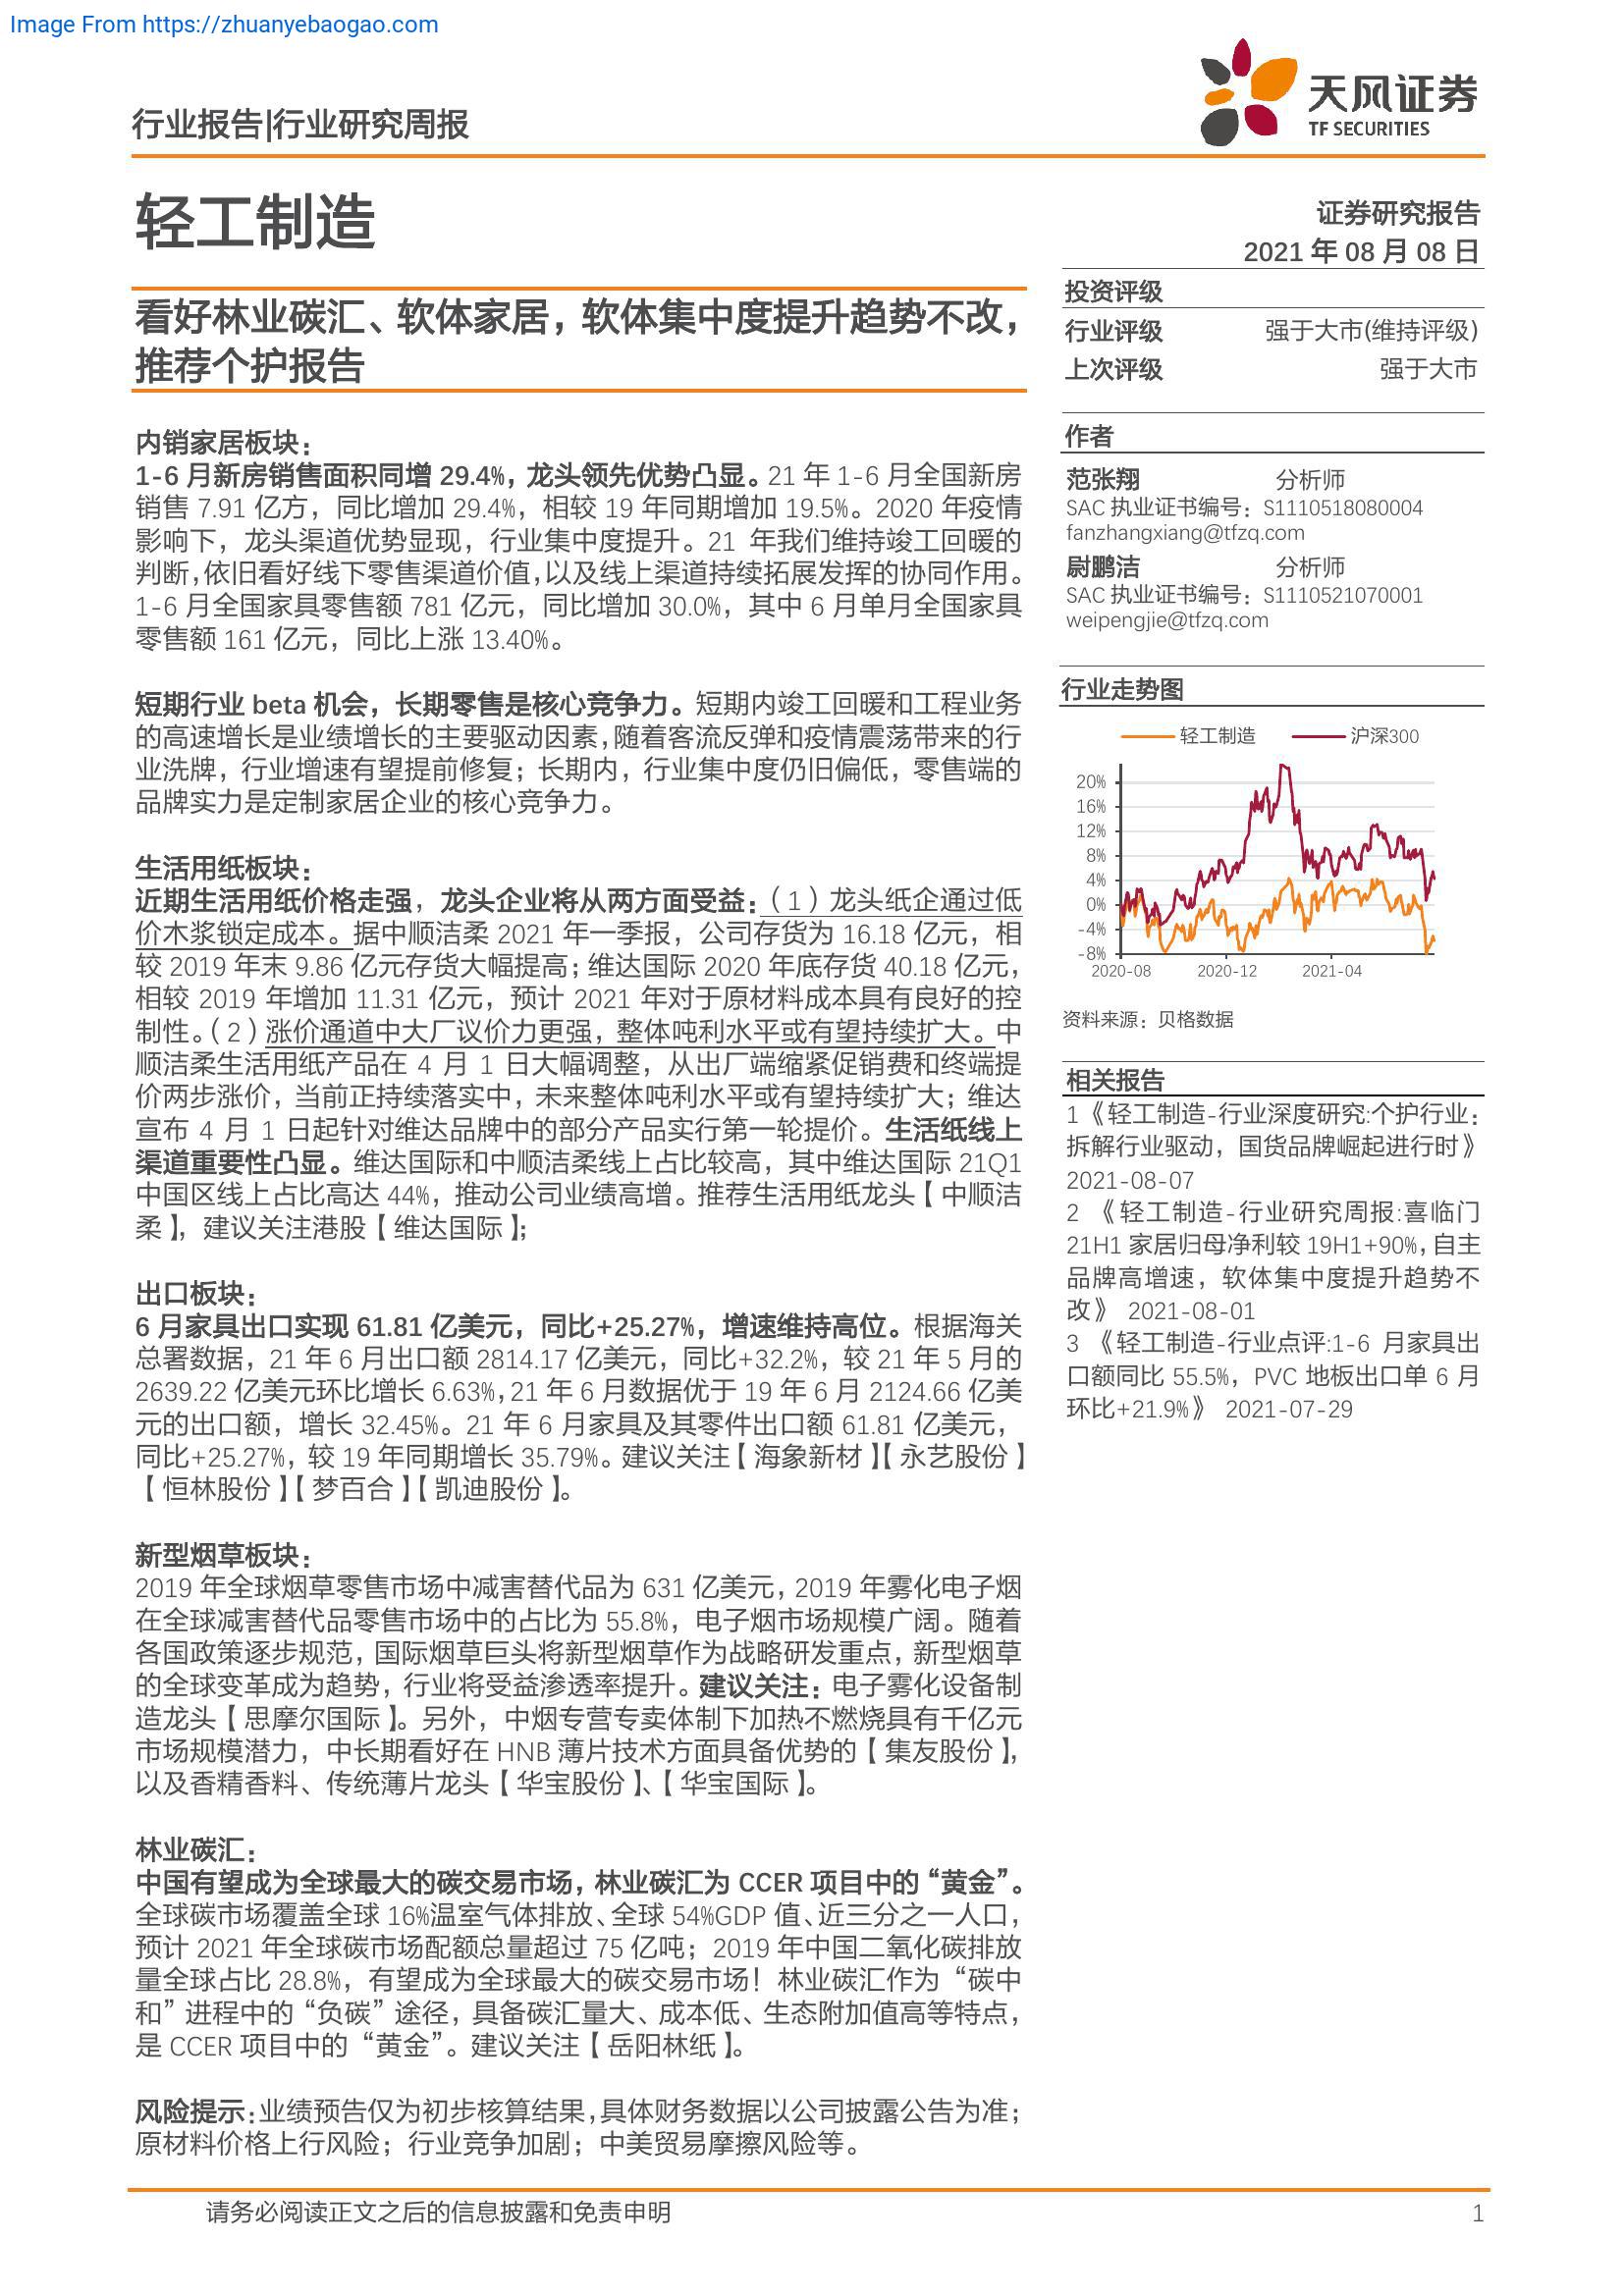 Image From https://zhuanyebaogao.com
行业报告|行业研究周报
天风证券
TF SECURITIES
轻工制造
证券研究报告
2021 年 08 月 08 日
看好林业碳汇、软体家居，软体集中度提升趋势不改，
推荐个护报告
内销家居板块：
1-6 月新房销售面积同增 29.4%，龙头领先优势凸显。21 年 1-6 月全国新房
销售 7.91 亿方，同比增加 29.4%，相较 19 年同期增加 19.5%。2020 年疫情
影响下，龙头渠道优势显现，行业集中度提升。21 年我们维持竣工回暖的
判断，依旧看好线下零售渠道价值，以及线上渠道持续拓展发挥的协同作用。
1-6 月全国家具零售额 781 亿元，同比增加 30.0%，其中 6 月单月全国家具
零售额 161 亿元，同比上涨 13.40%。
短期行业 beta 机会，长期零售是核心竞争力。短期内竣工回暖和工程业务
的高速增长是业绩增长的主要驱动因素，随着客流反弹和疫情震荡带来的行
业洗牌，行业增速有望提前修复；长期内，行业集中度仍旧偏低，零售端的
品牌实力是定制家居企业的核心竞争力。
生活用纸板块：
近期生活用纸价格走强，龙头企业将从两方面受益：（1）龙头纸企通过低
价木浆锁定成本。据中顺洁柔 2021 年一季报，公司存货为 16.18 亿元，相
较 2019 年末 9.86 亿元存货大幅提高；维达国际 2020 年底存货 40.18 亿元，
相较 2019 年增加 11.31 亿元，预计 2021 年对于原材料成本具有良好的控
制性。（2）涨价通道中大厂议价力更强，整体吨利水平或有望持续扩大。中
顺洁柔生活用纸产品在 4 月 1 日大幅调整，从出厂端缩紧促销费和终端提
价两步涨价，当前正持续落实中，未来整体吨利水平或有望持续扩大；维达
宣布 4 月 1 日起针对维达品牌中的部分产品实行第一轮提价。生活纸线上
渠道重要性凸显。维达国际和中顺洁柔线上占比较高，其中维达国际 21Q1
中国区线上占比高达 44%，推动公司业绩高增。推荐生活用纸龙头【中顺洁
柔】，建议关注港股【维达国际】；
出口板块：
6 月家具出口实现 61.81 亿美元，同比+25.27%，增速维持高位。根据海关
总署数据，21 年 6 月出口额 2814.17 亿美元，同比+32.2%，较 21 年 5 月的
2639.22 亿美元环比增长 6.63%，21 年 6 月数据优于 19 年 6 月 2124.66 亿美
元的出口额，增长 32.45%。21 年 6 月家具及其零件出口额 61.81 亿美元，
同比+25.27%，较 19 年同期增长 35.79%。建议关注【海象新材】【永艺股份】
【恒林股份】【梦百合】【凯迪股份】。
新型烟草板块：
2019 年全球烟草零售市场中减害替代品为 631 亿美元，2019 年雾化电子烟
在全球减害替代品零售市场中的占比为 55.8%，电子烟市场规模广阔。随着
各国政策逐步规范，国际烟草巨头将新型烟草作为战略研发重点，新型烟草
的全球变革成为趋势，行业将受益渗透率提升。建议关注：电子雾化设备制
造龙头【思摩尔国际】。另外，中烟专营专卖体制下加热不燃烧具有千亿元
市场规模潜力，中长期看好在 HNB 薄片技术方面具备优势的【集友股份】，
以及香精香料、传统薄片龙头【华宝股份】、【华宝国际】。
林业碳汇：
中国有望成为全球最大的碳交易市场，林业碳汇为 CCER 项目中的“黄金”。
全球碳市场覆盖全球 16%温室气体排放、全球 54%GDP 值、近三分之一人口，
预计 2021 年全球碳市场配额总量超过 75 亿吨；2019 年中国二氧化碳排放
量全球占比 28.8%，有望成为全球最大的碳交易市场！林业碳汇作为“碳中
和”进程中的“负碳”途径，具备碳汇量大、成本低、生态附加值高等特点，
是 CCER 项目中的“黄金”。建议关注【岳阳林纸】。
风险提示：业绩预告仅为初步核算结果，具体财务数据以公司披露公告为准；
原材料价格上行风险；行业竞争加剧；中美贸易摩擦风险等。
投资评级
行业评级 强于大市(维持评级)
上次评级 强于大市
作者
范张翔 分析师
SAC 执业证书编号：S1110518080004
fanzhangxiang@tfzq.com
尉鹏洁 分析师
SAC 执业证书编号：S1110521070001
weipengjie@tfzq.com
行业走势图
轻工制造 沪深300
20%
16%
12%
8%
4%
0%
-4%
-8%
2020-08 2020-12 2021-04
资料来源：贝格数据
相关报告
1 《轻工制造-行业深度研究:个护行业：
拆解行业驱动，国货品牌崛起进行时》
2021-08-07
2 《轻工制造-行业研究周报:喜临门
21H1 家居归母净利较 19H1+90%，自主
品牌高增速，软体集中度提升趋势不
改》 2021-08-01
3 《轻工制造-行业点评:1-6 月家具出
口额同比 55.5%，PVC 地板出口单 6 月
环比+21.9%》 2021-07-29
请务必阅读正文之后的信息披露和免责申明 1